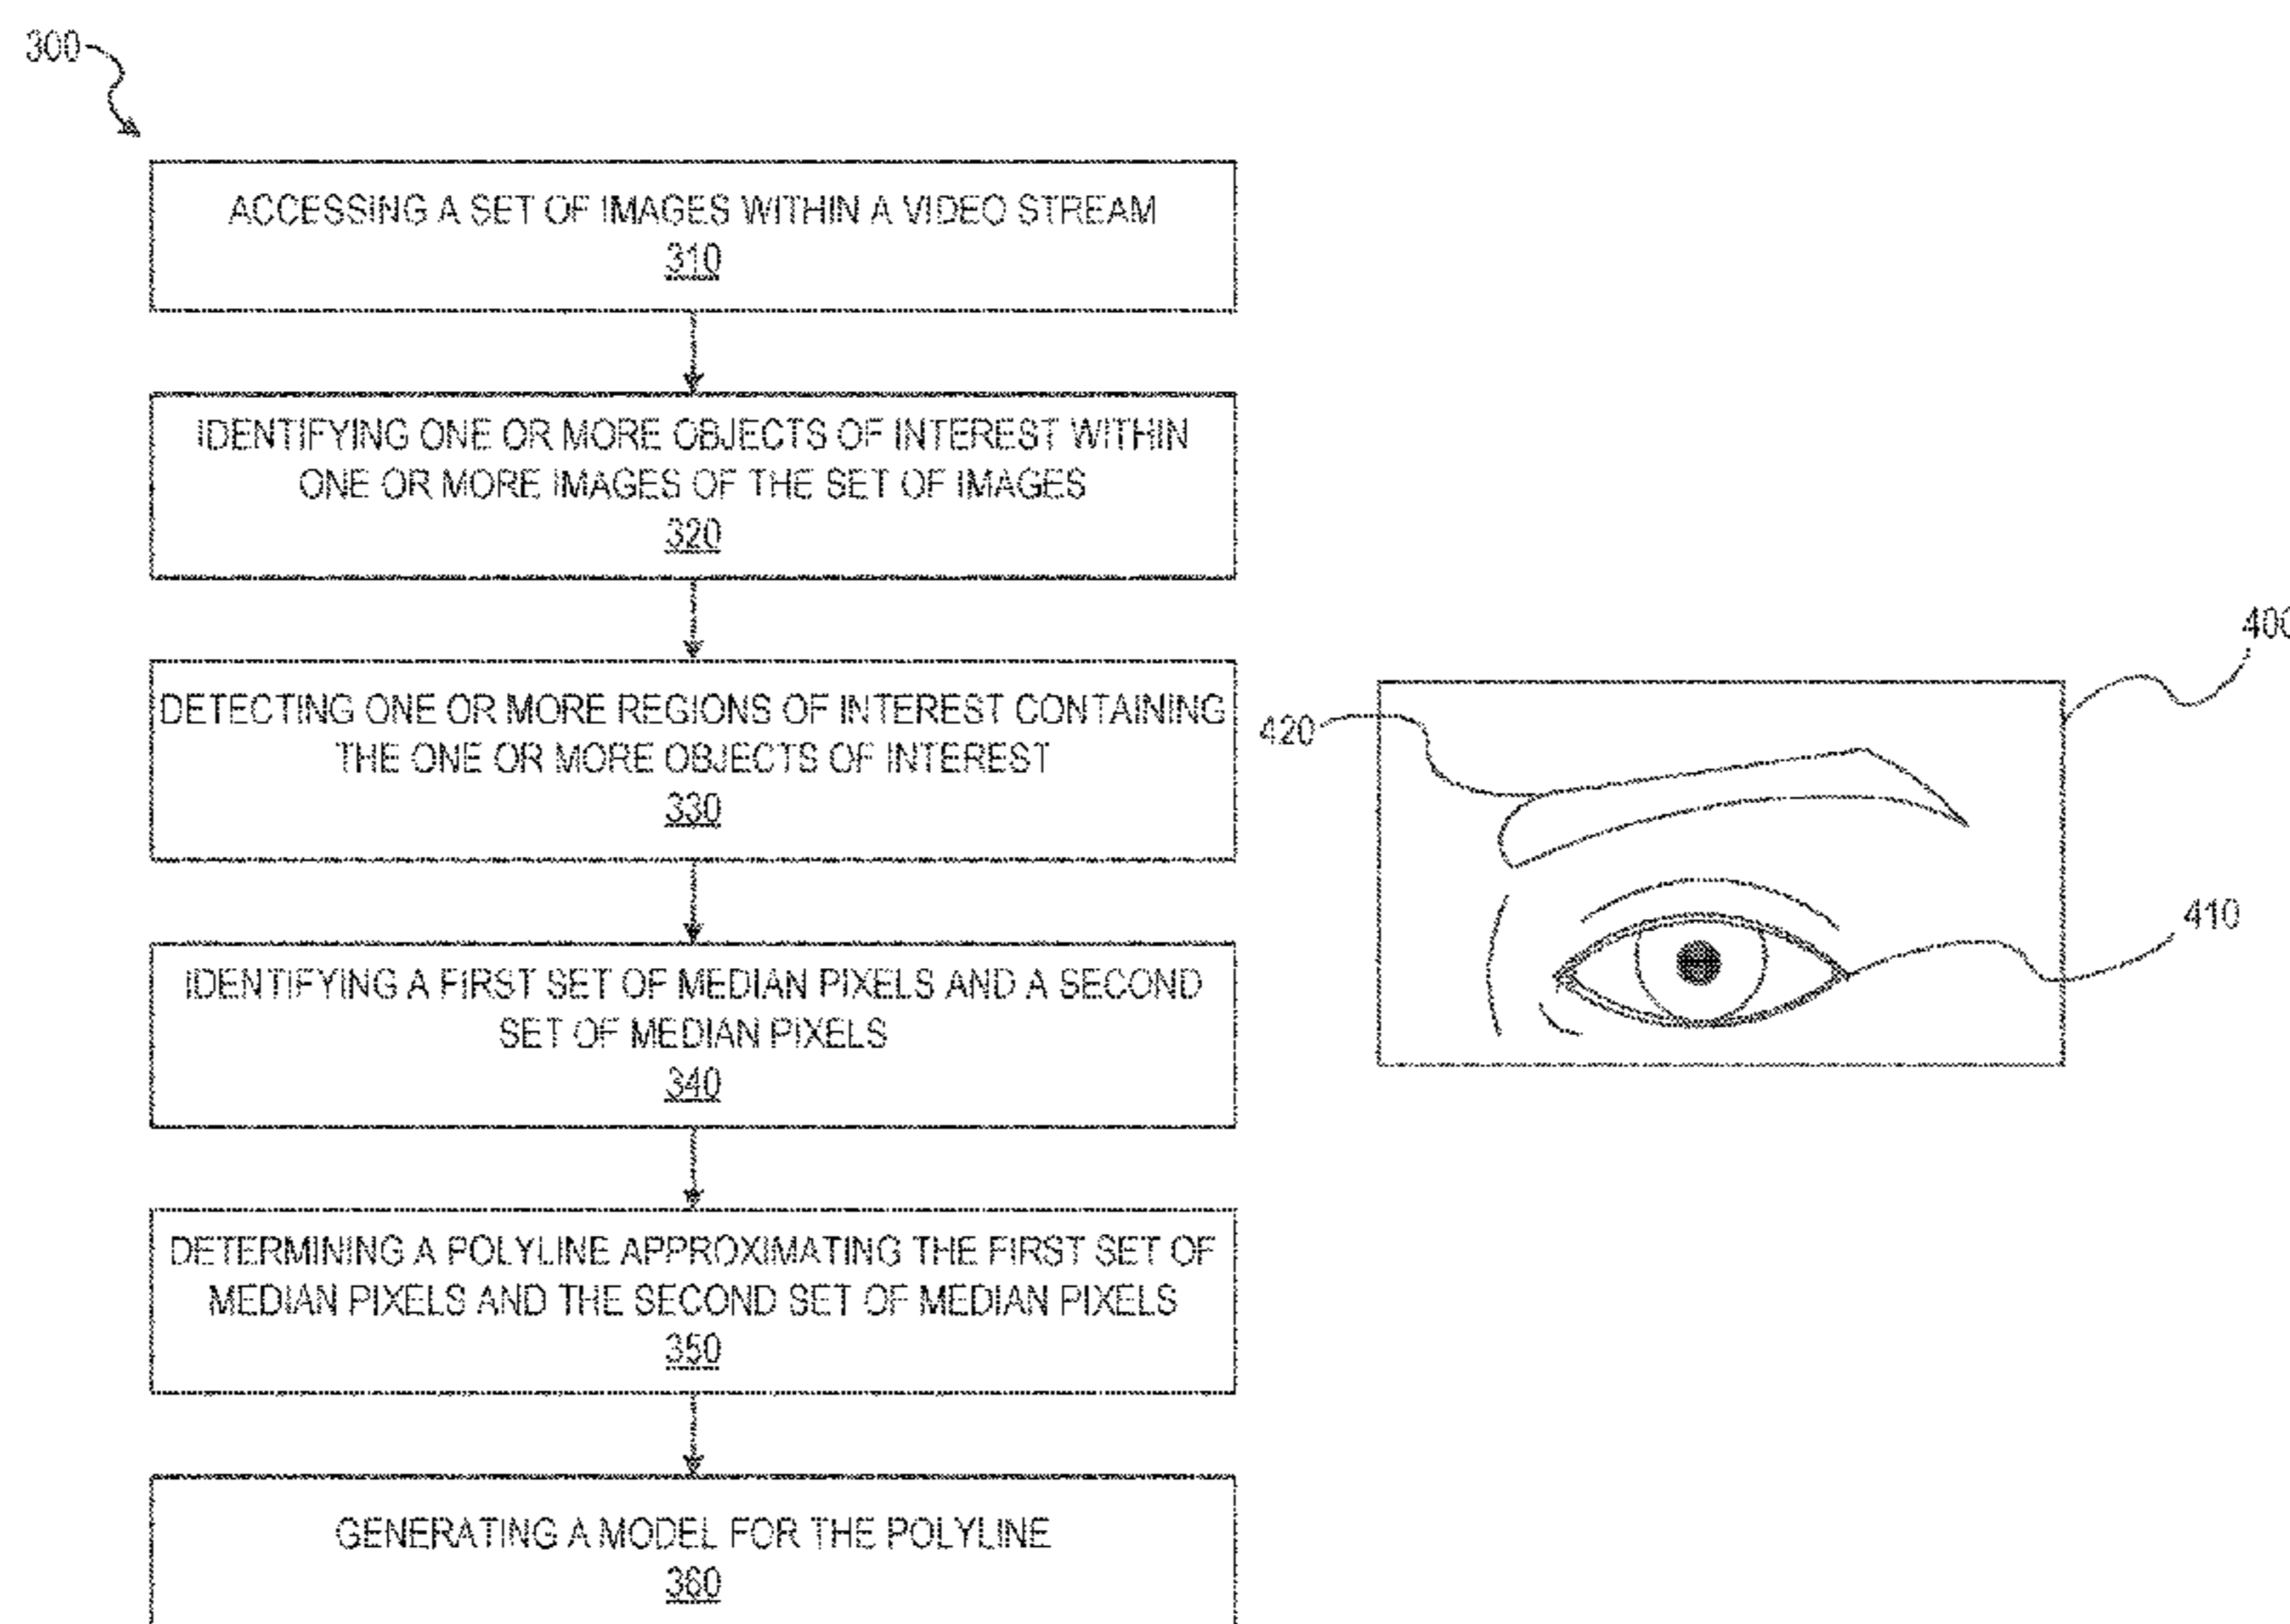 300
ACCESSING A SET OF IMAGES WITHIN A VIDEO STREAM
310
IDENTIFYING ONE OR MORE OBJECTS OF INTEREST WITHIN
ONE OR MORE IMAGES OF THE SET OF IMAGES
320
DETECTING ONE OR MORE REGIONS OF INTEREST CONTAINING
THE ONE OR MORE OBJECTS OF INTEREST
330
IDENTIFYING A FIRST SET OF MEDIAN PIXELS AND A SECOND
SET OF MEDIAN PIXELS
340
DETERMINING A POLYLINE APPROXIMATING THE FIRST SET OF
MEDIAN PIXELS AND THE SECOND SET OF MEDIAN PIXELS
350
GENERATING A MODEL FOR THE POLYLINE
360
400
420
410